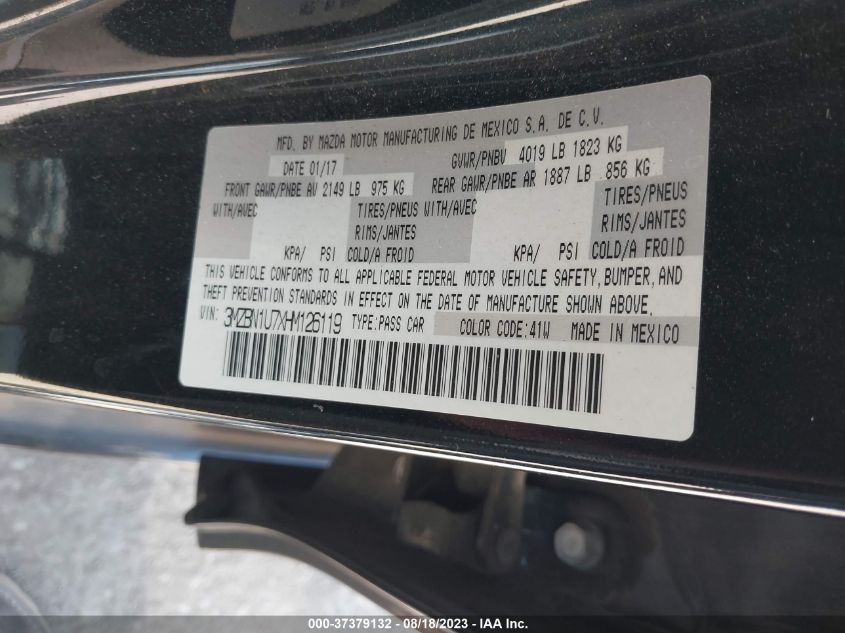 MFD. BY MAZDA MOTOR MANUFACTURING DE MEXICO S.A. DE C.V.
DATE 01/17 GVWR/PNBV 4019 LB 1823 KG
FRONT GAWR/PNBE AV 2149 LB 975 KG REAR GAWR/PNBE AR 1887 LB 856 KG
WITH/AVEC TIRES/PNEUS WITH/AVEC TIRES/PNEUS
RIMS/JANTES RIMS/JANTES
KPA/ PSI COLD/A FROID KPA/ PSI COLD/A FROID
THIS VEHICLE CONFORMS TO ALL APPLICABLE FEDERAL MOTOR VEHICLE SAFETY, BUMPER, AND
THEFT PREVENTION STANDARDS IN EFFECT ON THE DATE OF MANUFACTURE SHOWN ABOVE.
VIN: 3MZBN1U7XHM126119 TYPE:PASS CAR COLOR CODE:41W MADE IN MEXICO
000-37379132 - 08/18/2023 - IAA Inc.